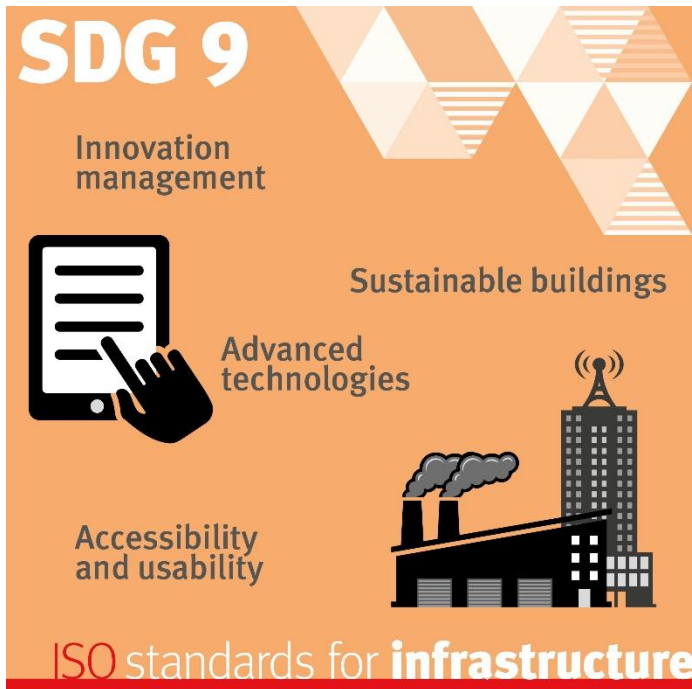 SDG 9
Innovation
management
Sustainable buildings
Advanced
technologies
Accessibility
and usability
ISO standards for infrastructure